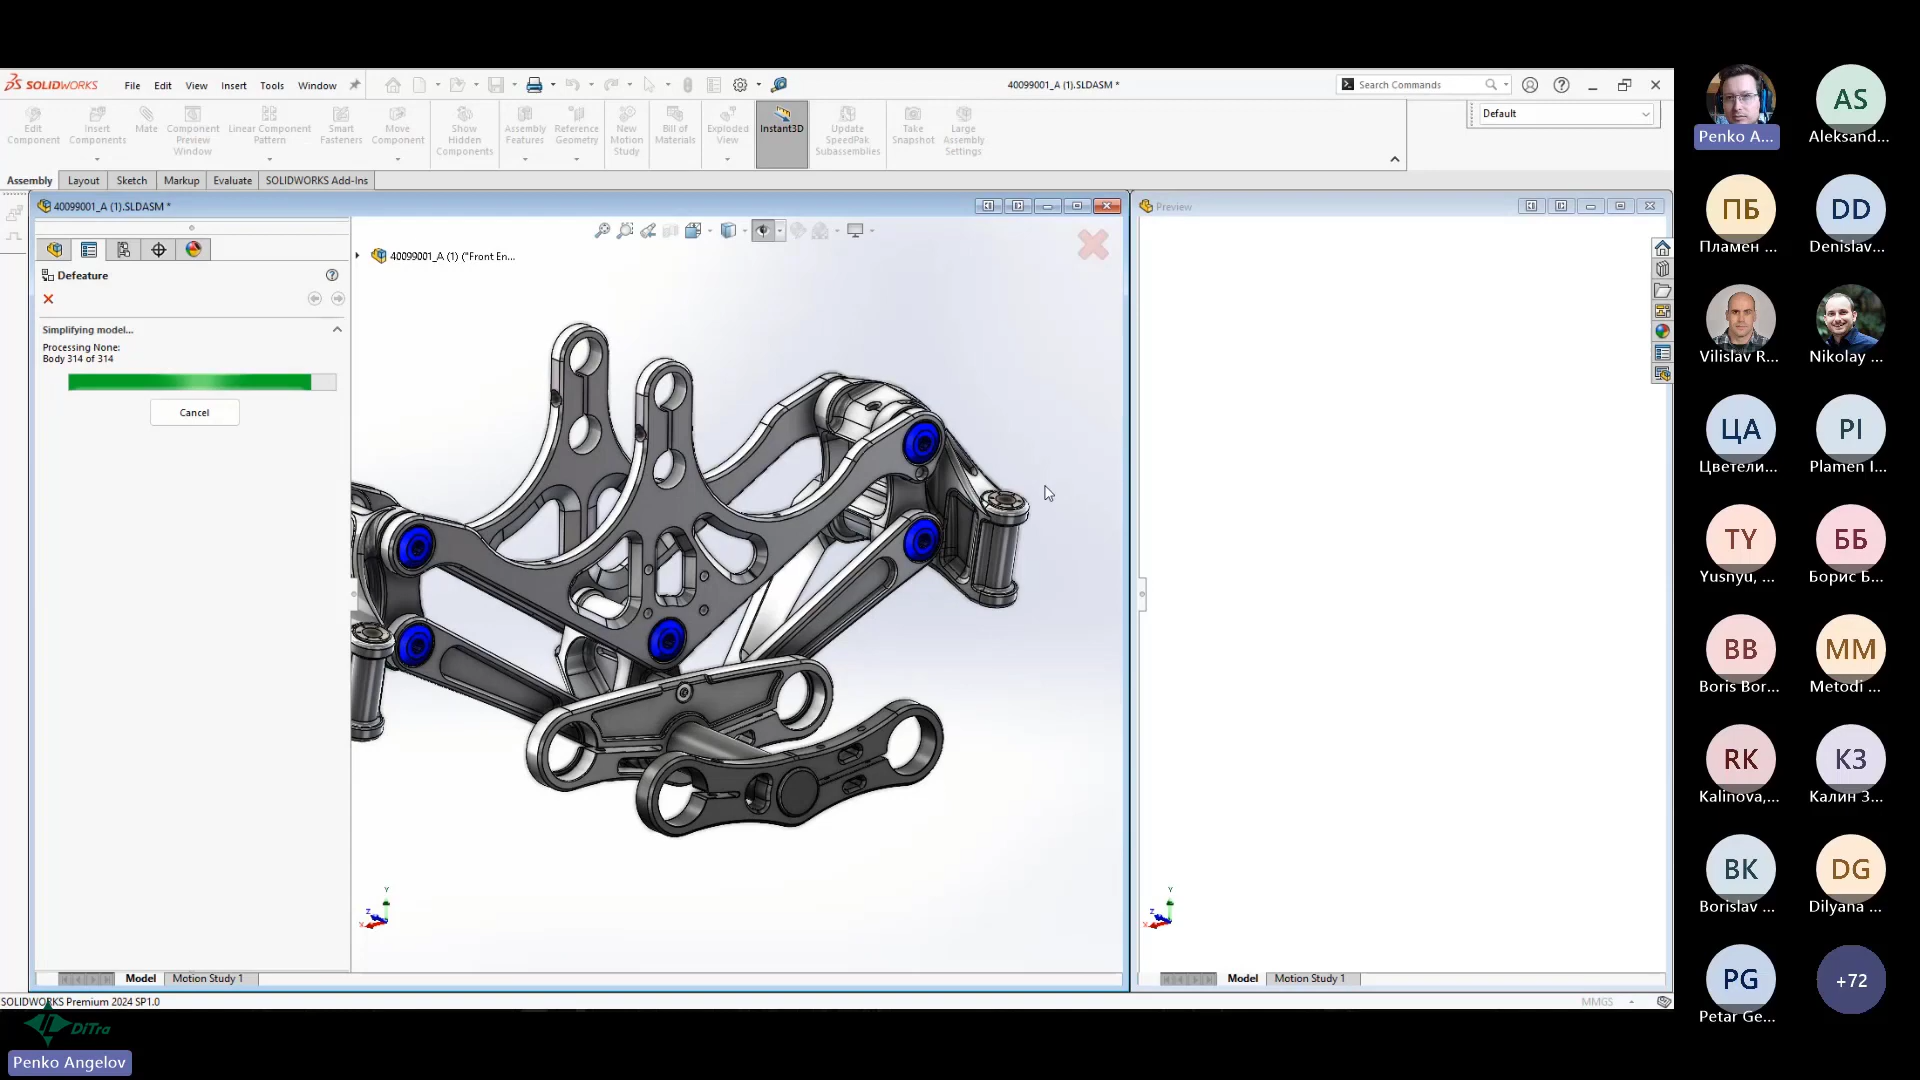 SOLIDWORKS
File
Edit
View
Insert
Tools
Window
40099001_A (1).SLDASM *
Search Commands
Edit Component
Insert Components
Mate
Component Preview Window
Linear Component Pattern
Smart Fasteners
Move Component
Show Hidden Components
Assembly Features
Reference Geometry
New Motion Study
Bill of Materials
Exploded View
Instant3D
Update SpeedPak Subassemblies
Take Snapshot
Large Assembly Settings
Default
Assembly
Layout
Sketch
Markup
Evaluate
SOLIDWORKS Add-Ins
40099001_A (1).SLDASM *
Preview
40099001_A (1) ("Front En...
Defeature
Simplifying model...
Processing None:
Body 314 of 314
Cancel
Y
Z
X
Y
Z
X
Model
Motion Study 1
Model
Motion Study 1
SOLIDWORKS Premium 2024 SP1.0
MMGS
DiTra
Penko Angelov
Penko A...
AS
Aleksand...
ПБ
Пламен ...
DD
Denislav...
Vilislav R...
Nikolay ...
ЦА
Цветели...
PI
Plamen I...
TY
Yusnyu, ...
ББ
Борис Б...
BB
Boris Bor...
MM
Metodi ...
RK
Kalinova,...
КЗ
Калин З...
BK
Borislav ...
DG
Dilyana ...
PG
Petar Ge...
+72